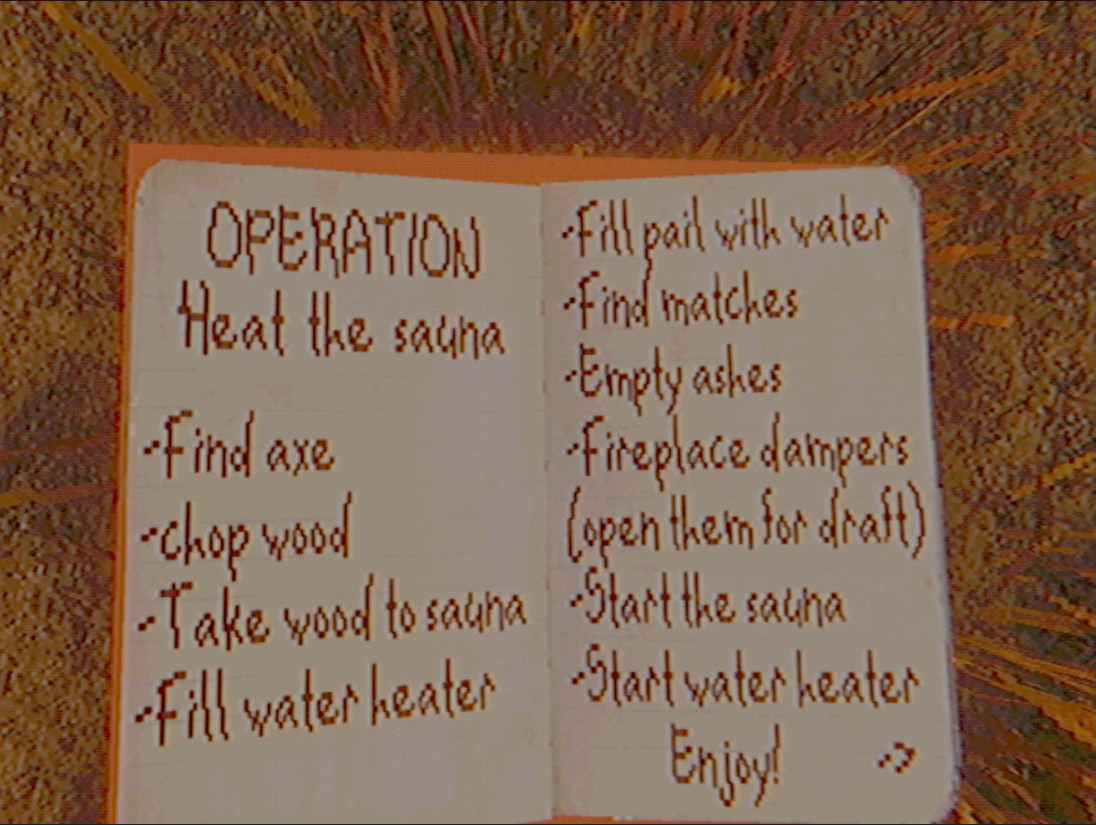 OPERATION
Heat the sauna
-Find axe
-chop wood
-Take wood to sauna
-Fill water heater
-Fill pail with water
-Find matches
-Empty ashes
-Fireplace dampers
(open them for draft)
-Start the sauna
-Start water heater
Enjoy! ->